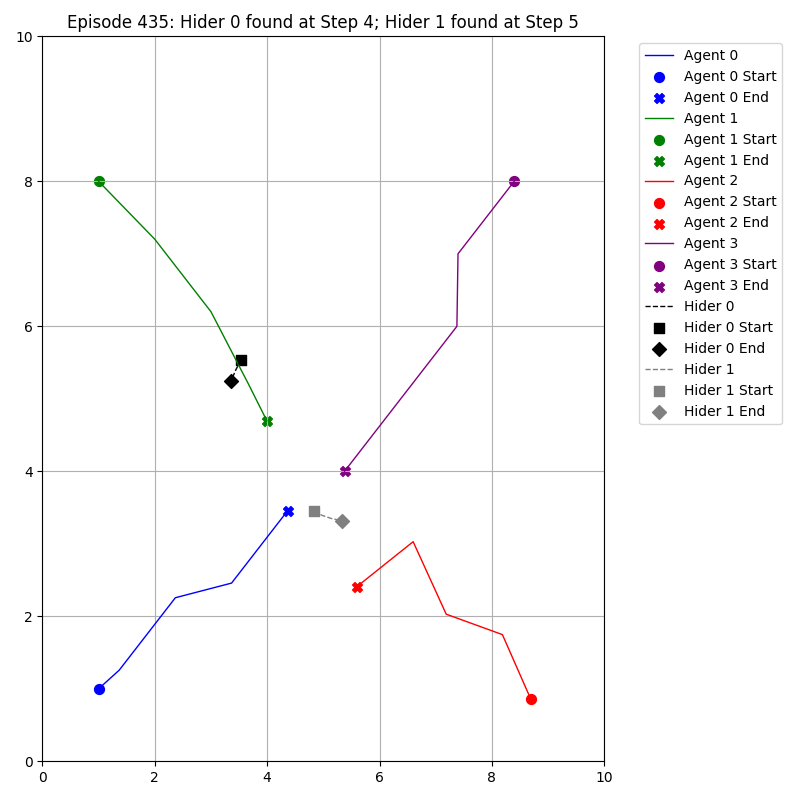 Episode 435: Hider 0 found at Step 4; Hider 1 found at Step 5
10
8
6
4
2
0
0 2 4 6 8 10
Agent 0
Agent 0 Start
Agent 0 End
Agent 1
Agent 1 Start
Agent 1 End
Agent 2
Agent 2 Start
Agent 2 End
Agent 3
Agent 3 Start
Agent 3 End
Hider 0
Hider 0 Start
Hider 0 End
Hider 1
Hider 1 Start
Hider 1 End